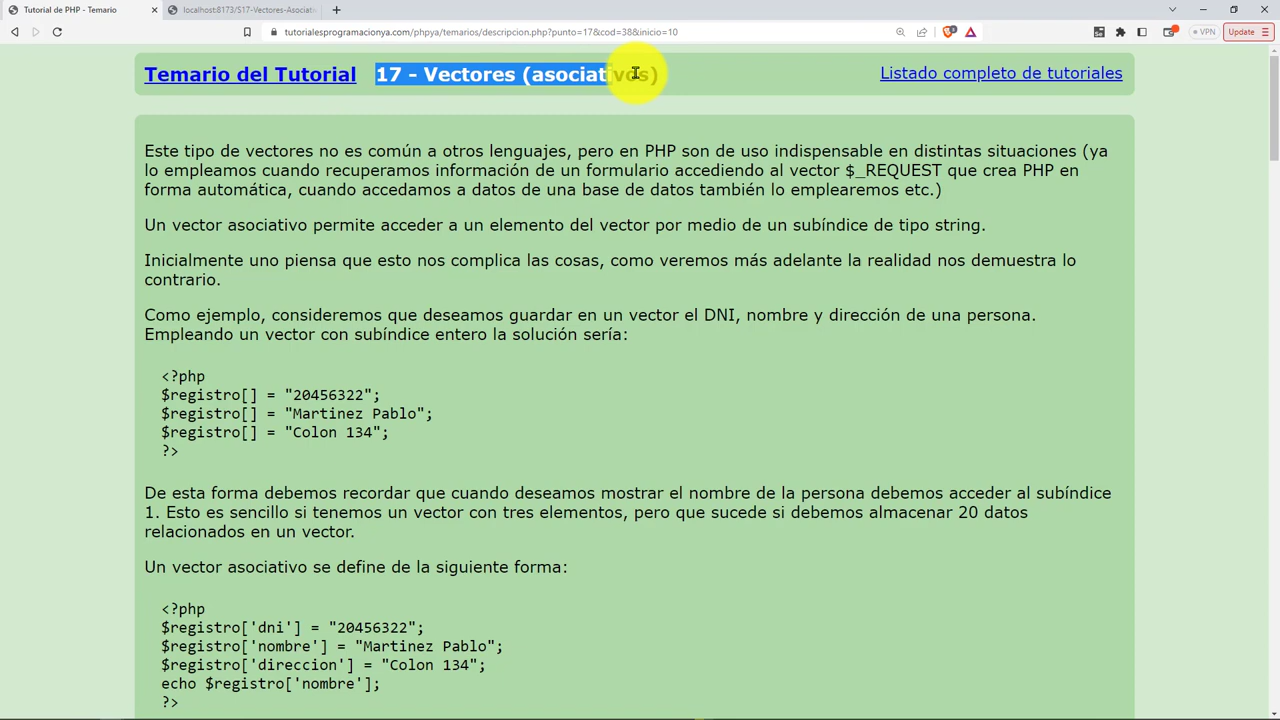 Tutorial de PHP - Temario
localhost:8173/S17-Vectores-Asociati
tutorialesprogramacionya.com/phpya/temarios/descripcion.php?punto=17&cod=38&inicio=10
VPN
Update
Temario del Tutorial 17 - Vectores (asociativos) Listado completo de tutoriales
Este tipo de vectores no es común a otros lenguajes, pero en PHP son de uso indispensable en distintas situaciones (ya
lo empleamos cuando recuperamos información de un formulario accediendo al vector $_REQUEST que crea PHP en
forma automática, cuando accedamos a datos de una base de datos también lo emplearemos etc.)
Un vector asociativo permite acceder a un elemento del vector por medio de un subíndice de tipo string.
Inicialmente uno piensa que esto nos complica las cosas, como veremos más adelante la realidad nos demuestra lo
contrario.
Como ejemplo, consideremos que deseamos guardar en un vector el DNI, nombre y dirección de una persona.
Empleando un vector con subíndice entero la solución sería:
<?php
$registro[] = "20456322";
$registro[] = "Martinez Pablo";
$registro[] = "Colon 134";
?>
De esta forma debemos recordar que cuando deseamos mostrar el nombre de la persona debemos acceder al subíndice
1. Esto es sencillo si tenemos un vector con tres elementos, pero que sucede si debemos almacenar 20 datos
relacionados en un vector.
Un vector asociativo se define de la siguiente forma:
<?php
$registro['dni'] = "20456322";
$registro['nombre'] = "Martinez Pablo";
$registro['direccion'] = "Colon 134";
echo $registro['nombre'];
?>